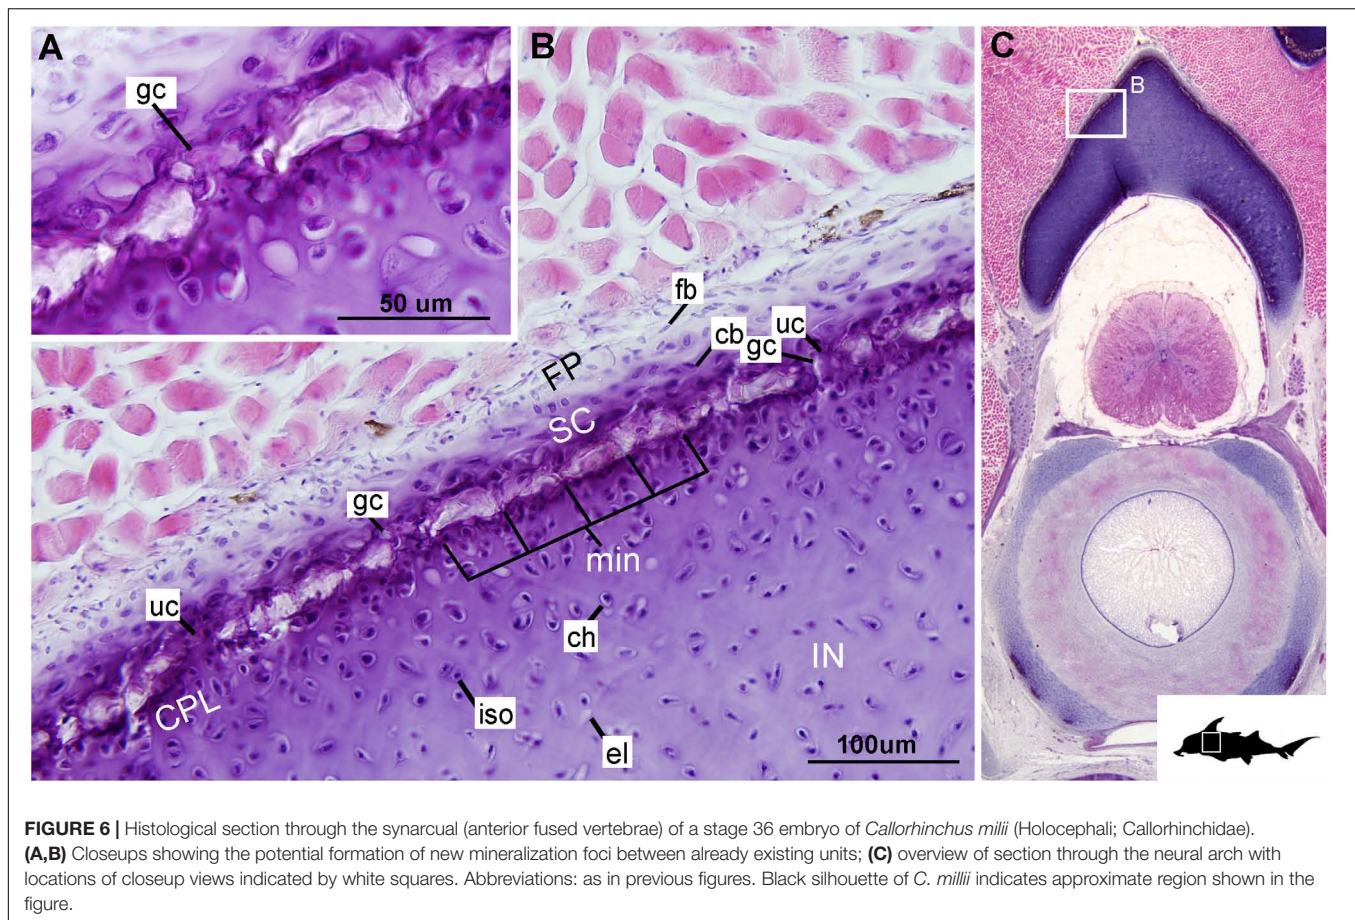 A
gc
50 um
B
fb
cb
gc
uc
FP
SC
gc
min
uc
ch
IN
CPL
iso
el
100um
C
B
FIGURE 6 | Histological section through the synarcual (anterior fused vertebrae) of a stage 36 embryo of Callorhinchus milii (Holocephali; Callorhinchidae).
(A,B) Closeups showing the potential formation of new mineralization foci between already existing units; (C) overview of section through the neural arch with
locations of closeup views indicated by white squares. Abbreviations: as in previous figures. Black silhouette of C. millii indicates approximate region shown in the
figure.